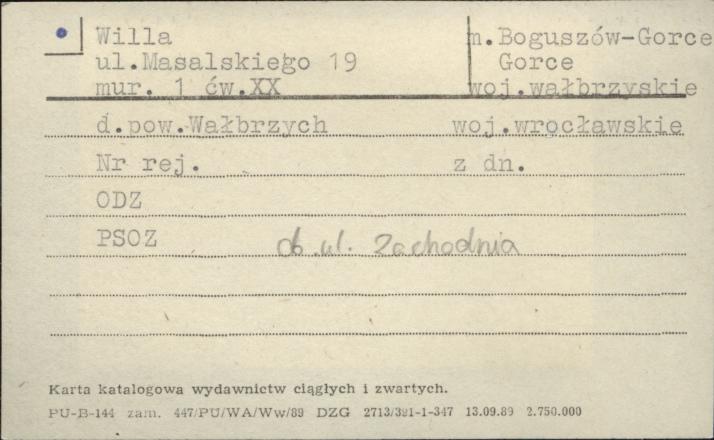 Willa m.Boguszów-Gorce
ul.Masalskiego 19 Gorce
mur. 1 ćw.XX woj.wałbrzyskie
d.pow.Wałbrzych woj.wrocławskie
Nr rej. z dn.
ODZ
PSOZ ob. ul. Zachodnia
Karta katalogowa wydawnictw ciągłych i zwartych.
PU-B-144 zam. 447/PU/WA/Ww/89 DZG 2713/391-1-347 13.09.89 2.750.000